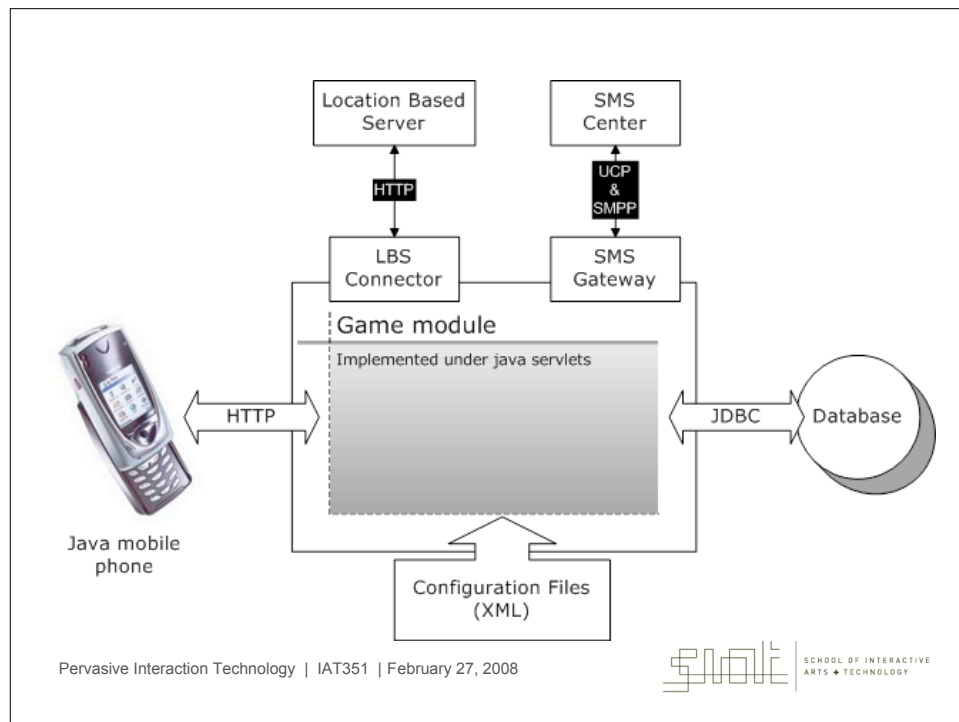 Location Based
Server
SMS
Center
HTTP
UCP
&
SMPP
LBS
Connector
SMS
Gateway
Game module
Implemented under java servlets
HTTP
JDBC
Database
Java mobile
phone
Configuration Files
(XML)
Pervasive Interaction Technology | IAT351 | February 27, 2008
siat
SCHOOL OF INTERACTIVE
ARTS + TECHNOLOGY